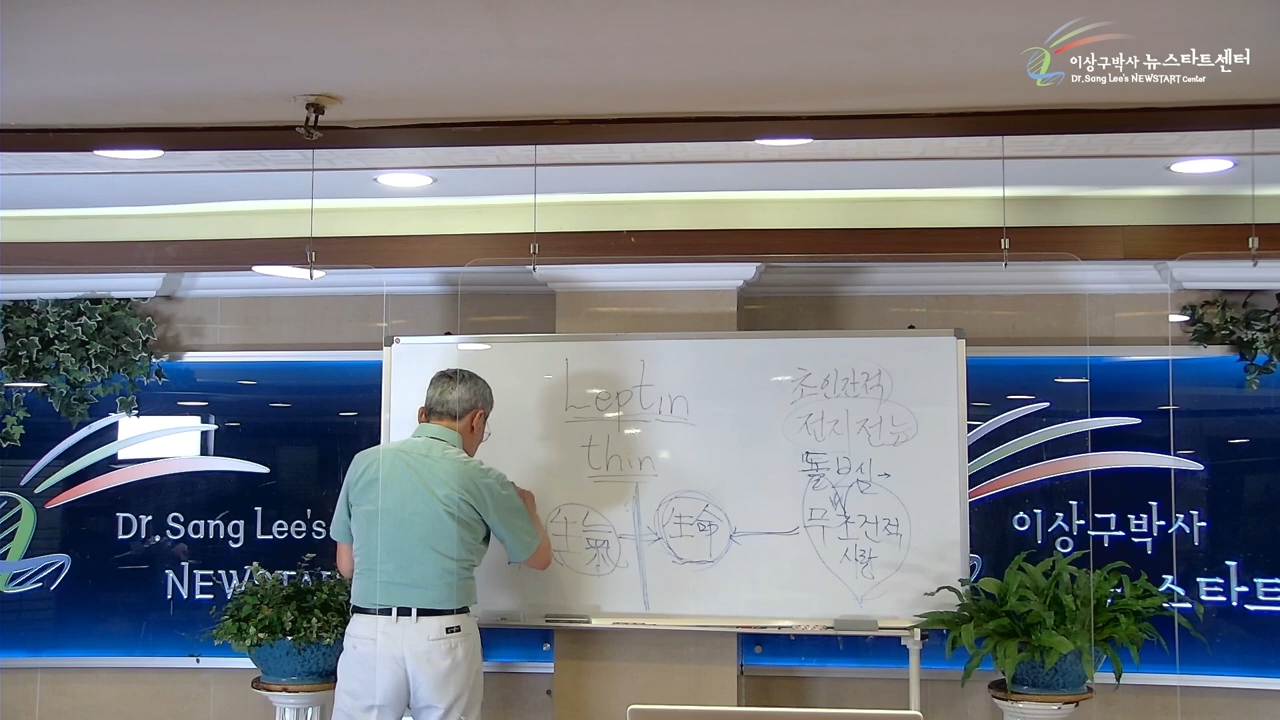 이상구박사 뉴스타트센터
Dr.Sang Lee's NEWSTART Center
Leptin
thin
生氣
生命
초인간적
전지전능
돌보심→
무조건적
사랑
Dr.Sang Lee's
NEWSTART
이상구박사
스타트